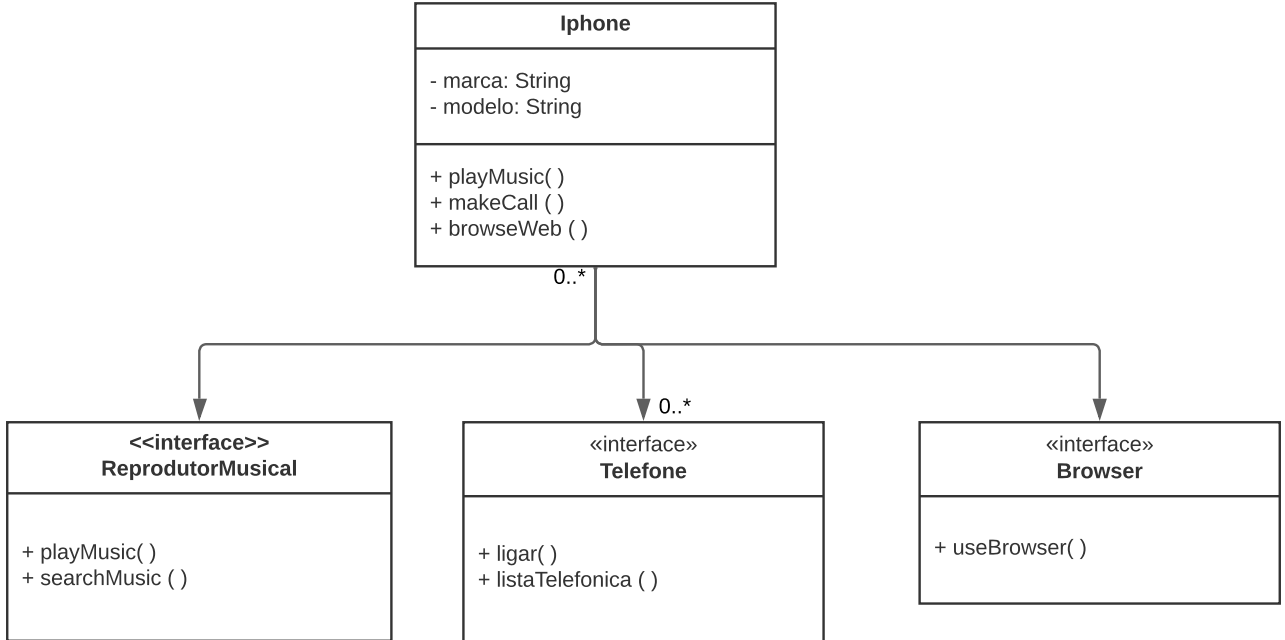 Iphone
- marca: String
- modelo: String
+ playMusic( )
+ makeCall ( )
+ browseWeb ( )
0..*
0..*
<<interface>>
ReprodutorMusical
+ playMusic( )
+ searchMusic ( )
«interface»
Telefone
+ ligar( )
+ listaTelefonica ( )
«interface»
Browser
+ useBrowser( )